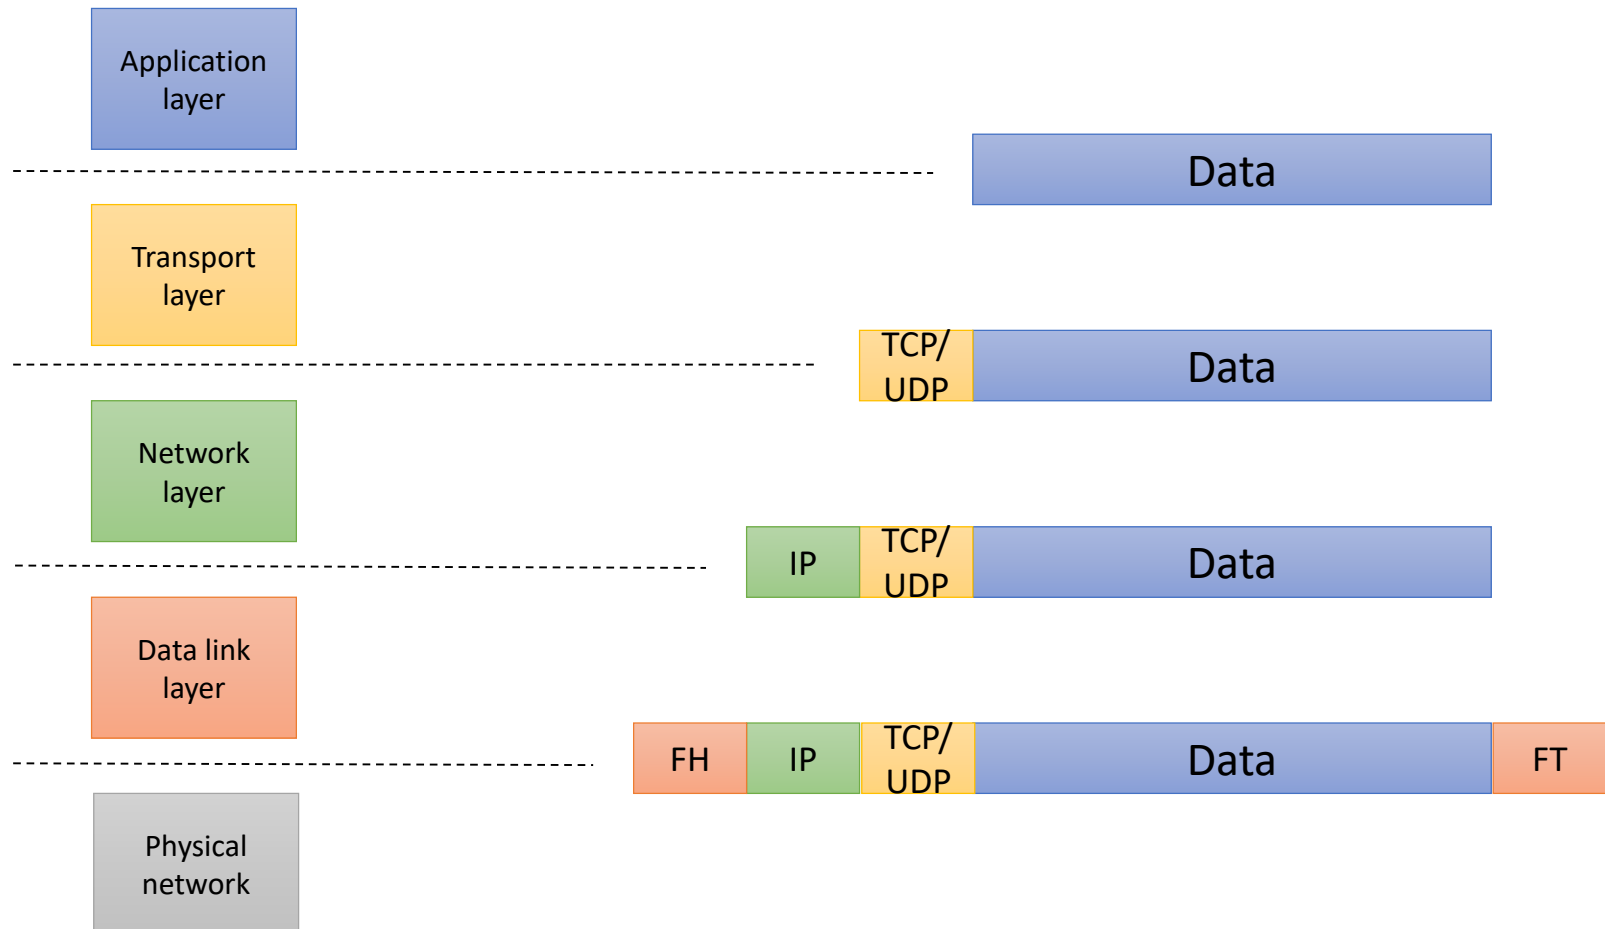 Application
layer
Data
Transport
layer
TCP/
UDP
Data
Network
layer
IP
TCP/
UDP
Data
Data link
layer
FH
IP
TCP/
UDP
Data
FT
Physical
network